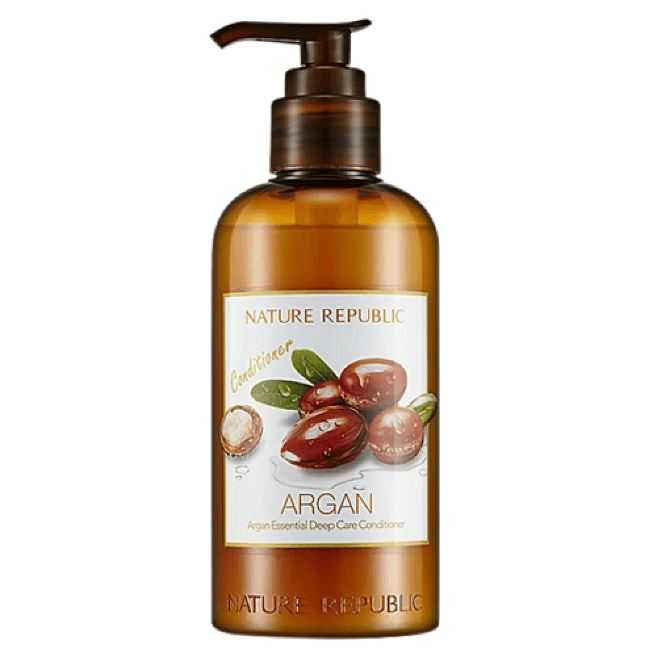 NATURE REPUBLIC
Conditioner
ARGAN
Argan Essential Deep Care Conditioner
NATURE REPUBLIC